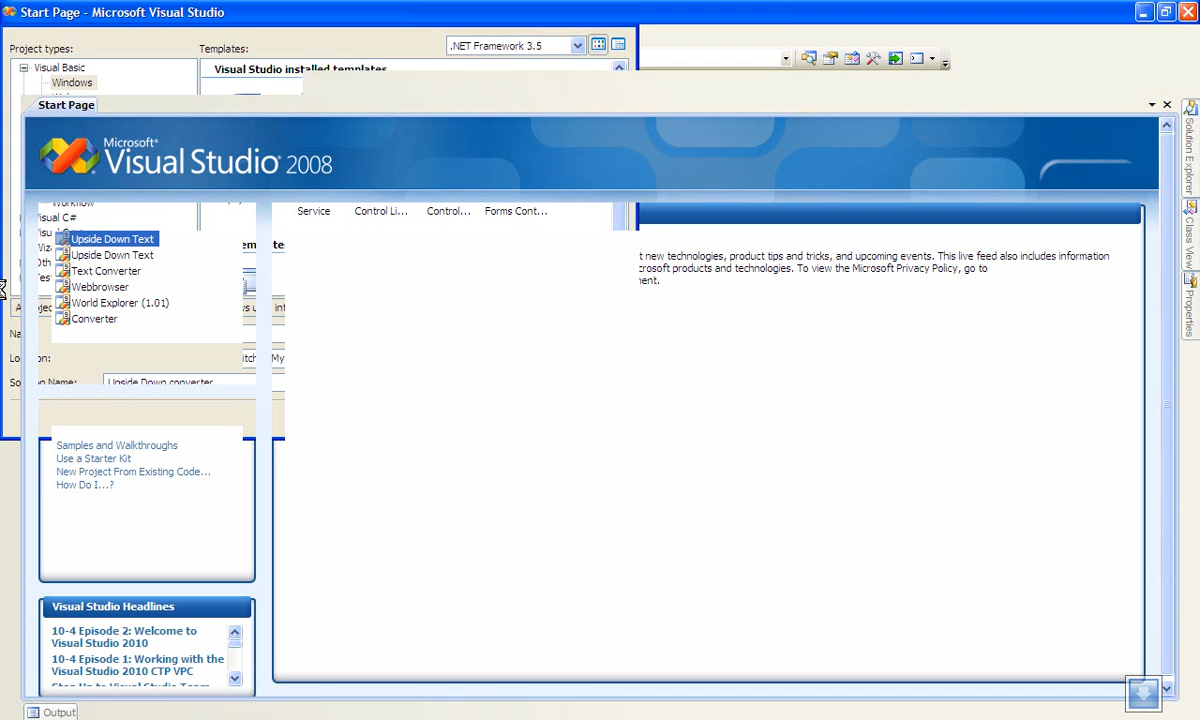 Start Page - Microsoft Visual Studio
Project types:
Templates:
.NET Framework 3.5
Visual Basic
Windows
Visual Studio installed templates
Start Page
Microsoft®
Visual Studio® 2008
Solution Explorer
Class View
Properties
Workflow
Service
Control Li...
Control...
Forms Cont...
isual C#
Upside Down Text
Upside Down Text
Text Converter
Webbrowser
World Explorer (1.01)
Converter
t new technologies, product tips and tricks, and upcoming events. This live feed also includes information
crosoft products and technologies. To view the Microsoft Privacy Policy, go to
ment.
My
Name:
Upside Down converter
Samples and Walkthroughs
Use a Starter Kit
New Project From Existing Code...
How Do I...?
Visual Studio Headlines
10-4 Episode 2: Welcome to
Visual Studio 2010
10-4 Episode 1: Working with the
Visual Studio 2010 CTP VPC
Output